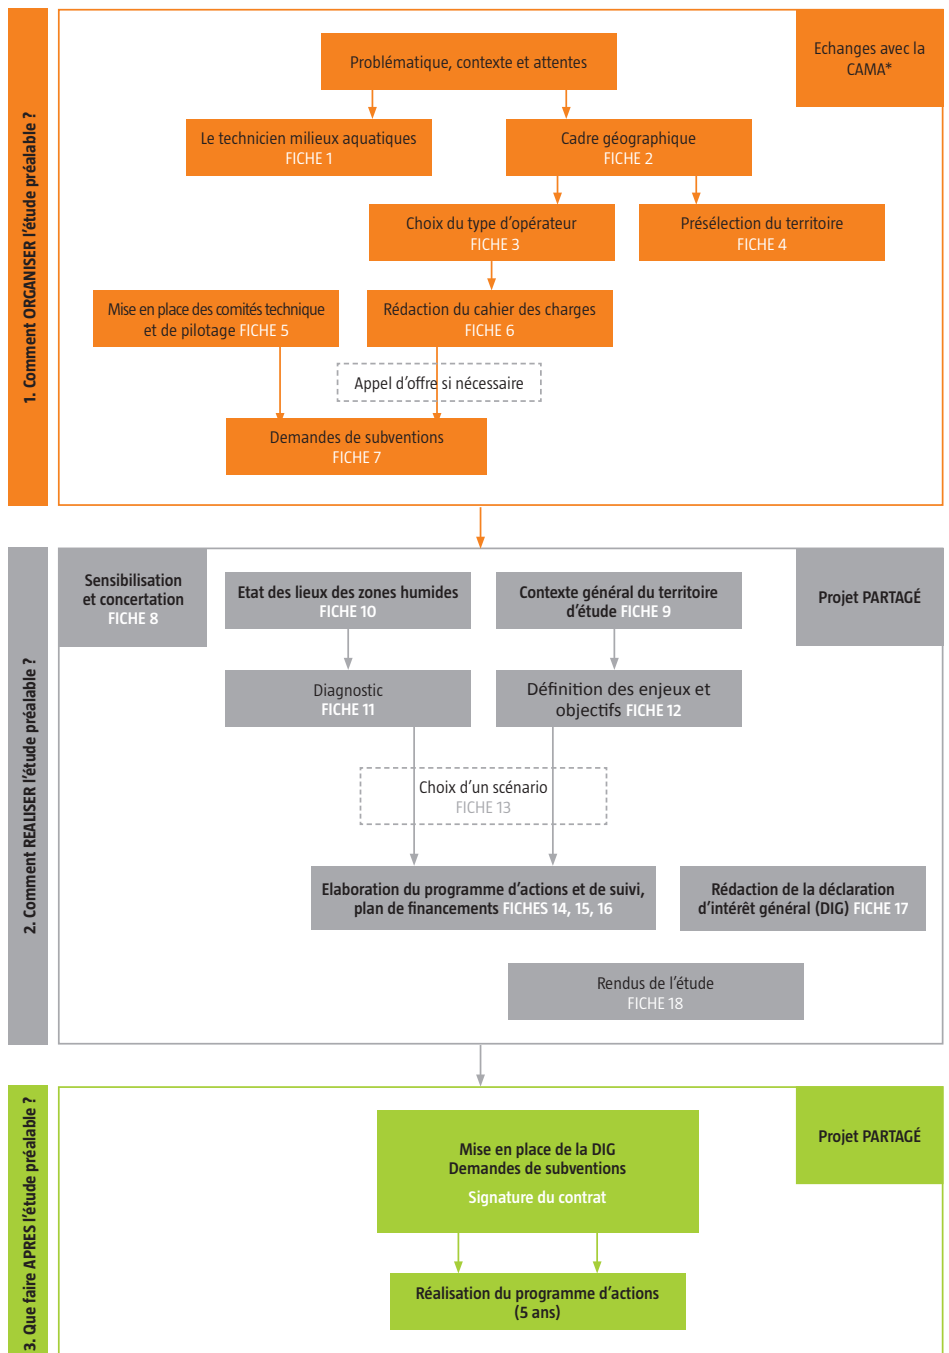 1. Comment ORGANISER l'étude préalable ?
Echanges avec la
CAMA*
Problématique, contexte et attentes
Le technicien milieux aquatiques
FICHE 1
Cadre géographique
FICHE 2
Choix du type d'opérateur
FICHE 3
Présélection du territoire
FICHE 4
Mise en place des comités technique
et de pilotage FICHE 5
Rédaction du cahier des charges
FICHE 6
Appel d'offre si nécessaire
Demandes de subventions
FICHE 7
2. Comment REALISER l'étude préalable ?
Sensibilisation
et concertation
FICHE 8
Etat des lieux des zones humides
FICHE 10
Contexte général du territoire
d'étude FICHE 9
Projet PARTAGÉ
Diagnostic
FICHE 11
Définition des enjeux et
objectifs FICHE 12
Choix d'un scénario
FICHE 13
Elaboration du programme d'actions et de suivi,
plan de financements FICHES 14, 15, 16
Rédaction de la déclaration
d'intérêt général (DIG) FICHE 17
Rendus de l'étude
FICHE 18
3. Que faire APRES l'étude préalable ?
Projet PARTAGÉ
Mise en place de la DIG
Demandes de subventions
Signature du contrat
Réalisation du programme d'actions
(5 ans)